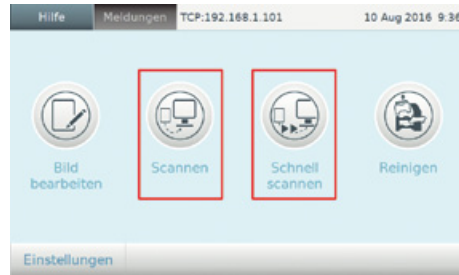 Hilfe Meldungen TCP:192.168.1.101 10 Aug 2016 9:36
Bild bearbeiten
Scannen
Schnell scannen
Reinigen
Einstellungen